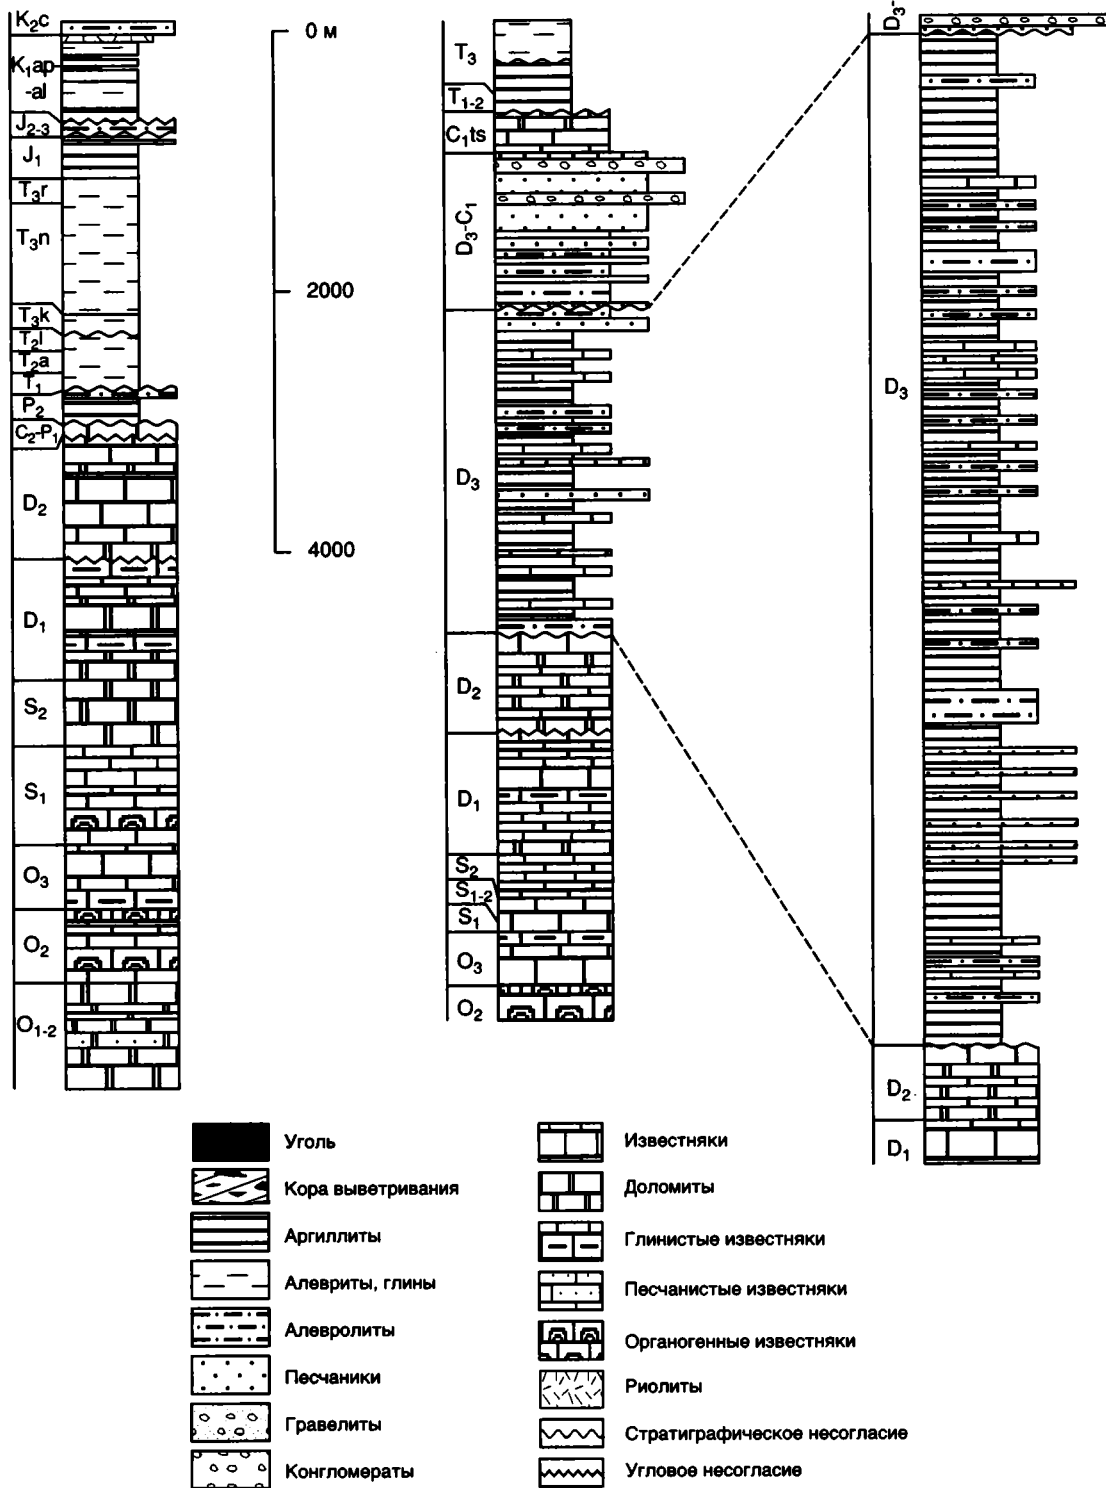 K₂c
K₁ap
-al
J₂₋₃
J₁
T₃r
T₃n
T₃k
T₂l
T₂a
T₁
P₂
C₂-P₁
D₂
D₁
S₂
S₁
O₃
O₂
O₁₋₂
0 м
2000
4000
T₃
T₁₋₂
C₁ts
D₃-C₁
D₃
D₂
D₁
S₂
S₁₋₂
S₁
O₃
O₂
D₃-
D₃
D₂
D₁
Уголь
Кора выветривания
Аргиллиты
Алевриты, глины
Алевролиты
Песчаники
Гравелиты
Конгломераты
Известняки
Доломиты
Глинистые известняки
Песчанистые известняки
Органогенные известняки
Риолиты
Стратиграфическое несогласие
Угловое несогласие